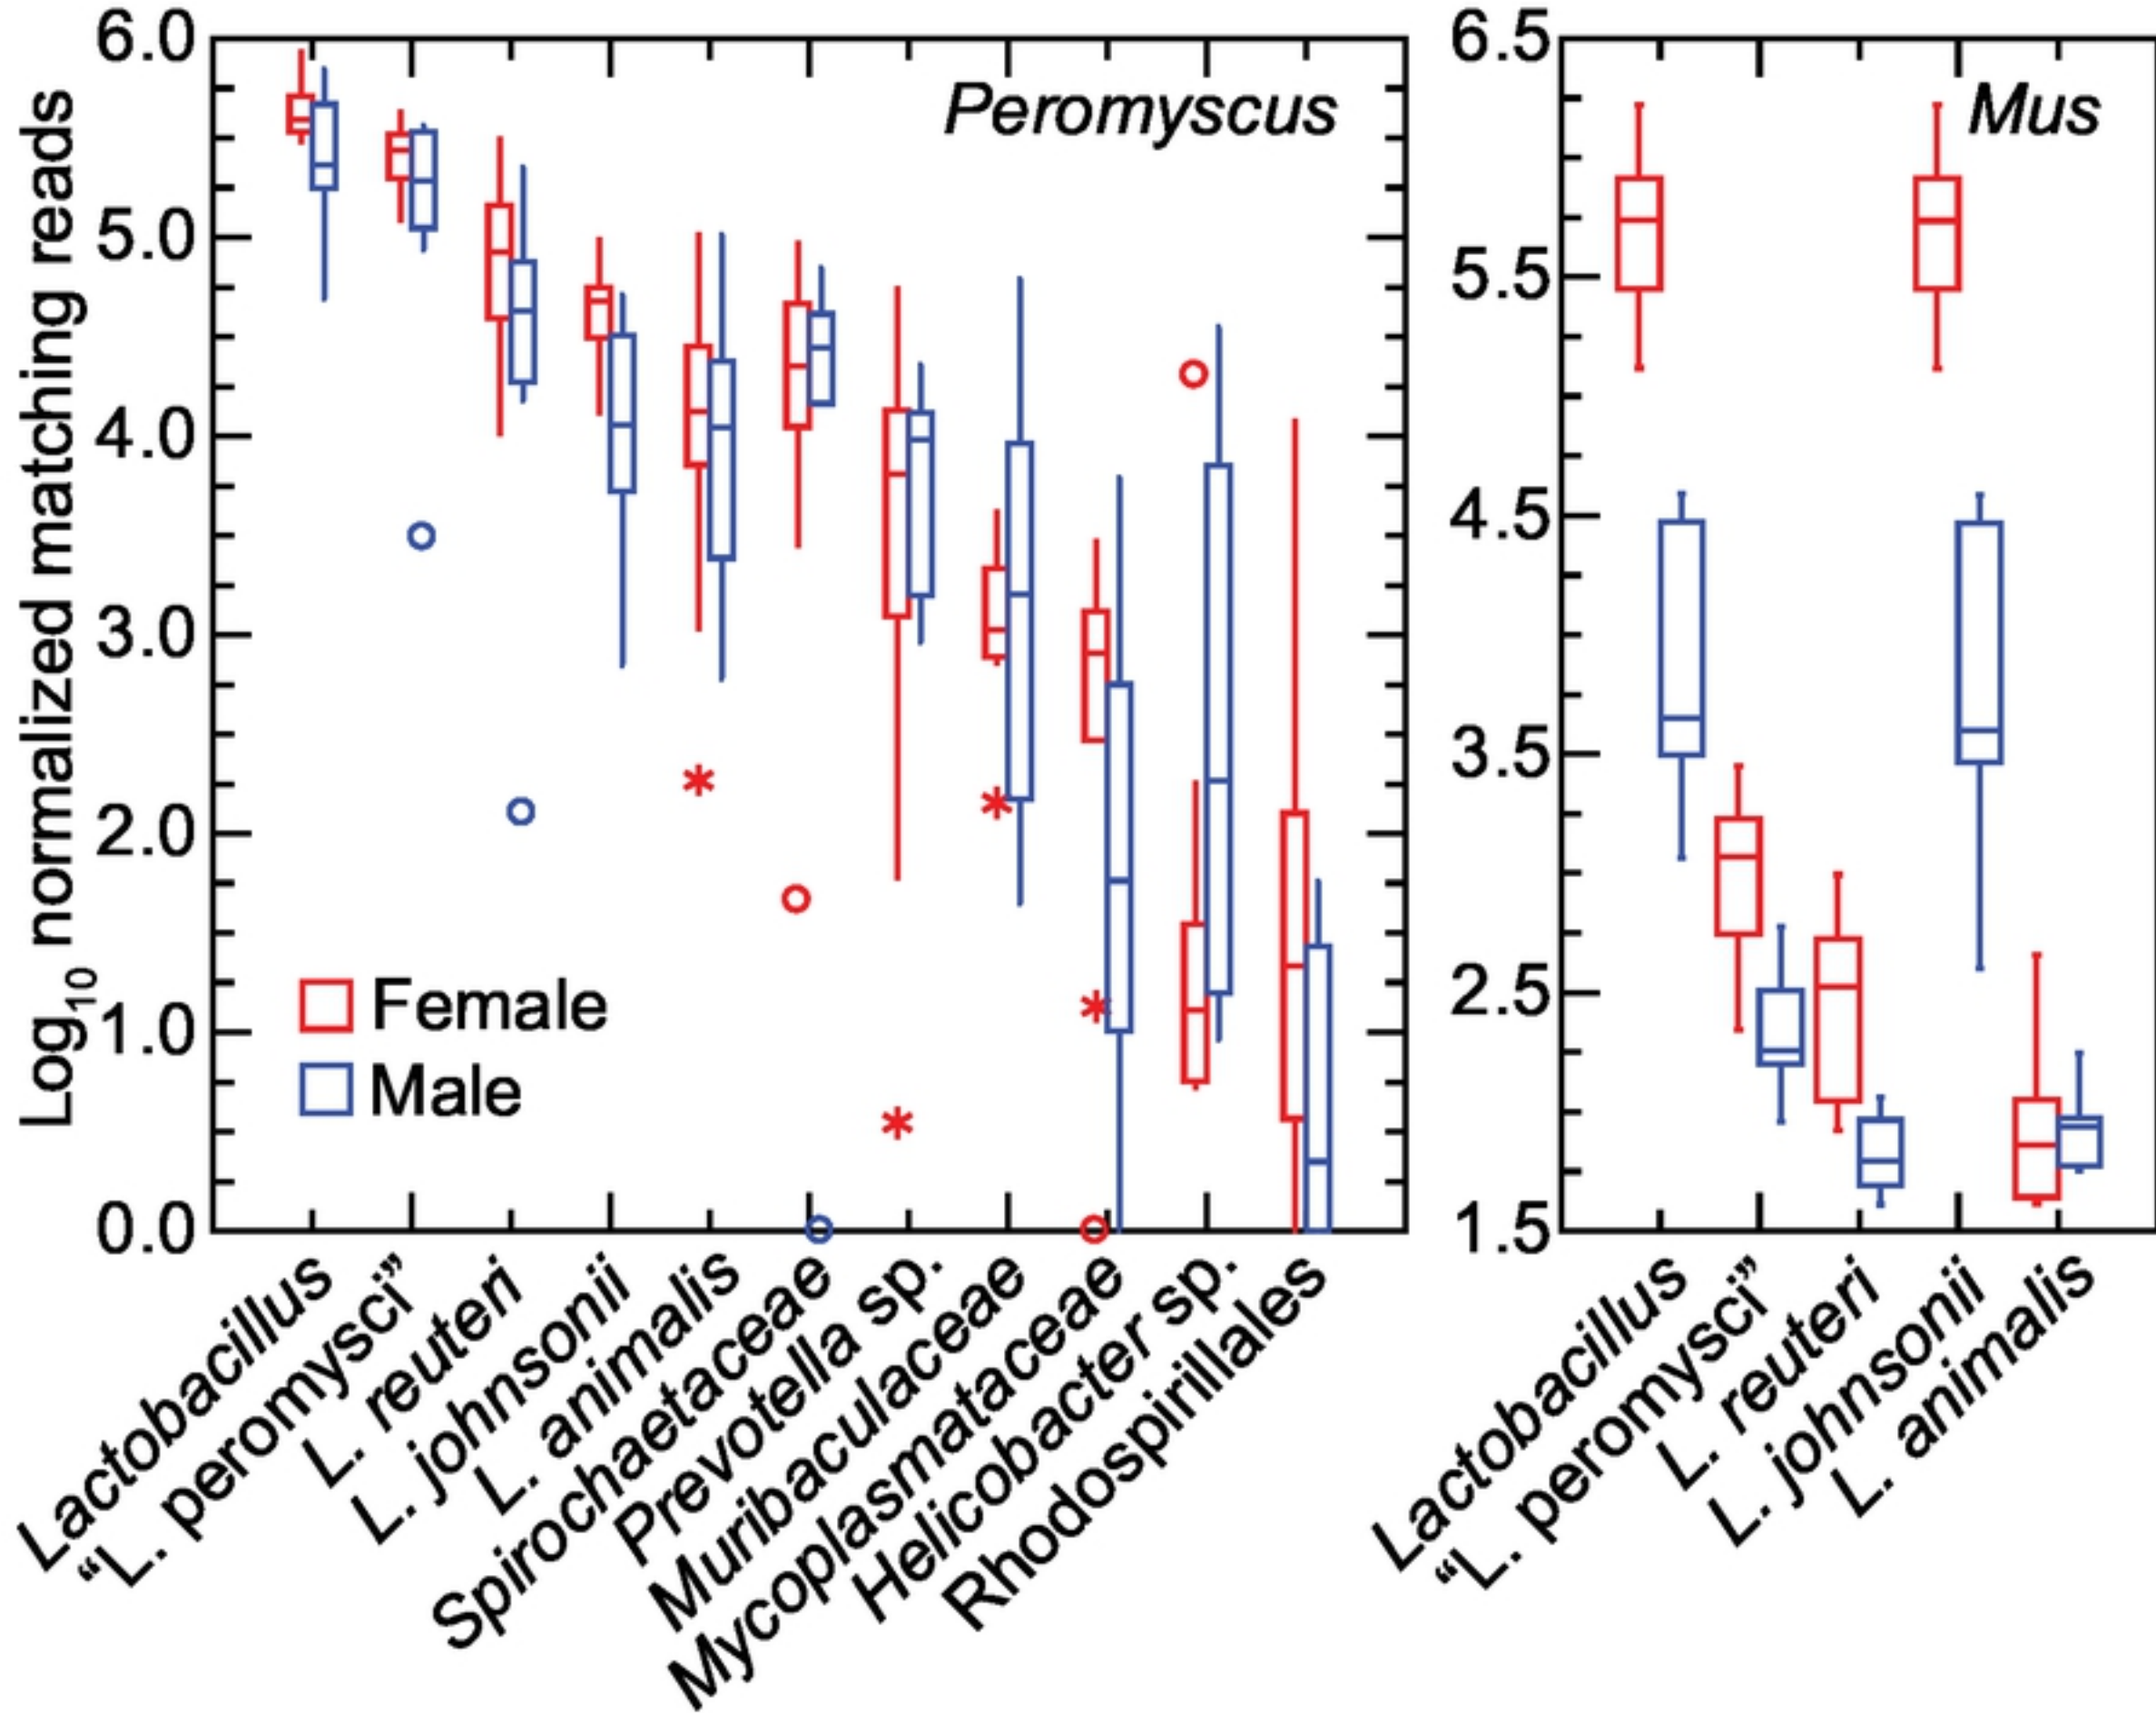 Log10 normalized matching reads
6.0
5.0
4.0
3.0
2.0
1.0
0.0
Peromyscus
Female
Male
Lactobacillus
“L. peromysci”
L. reuteri
L. johnsonii
L. animalis
Spirochaetaceae
Prevotella sp.
Muribaculaceae
Mycoplasmataceae
Helicobacter sp.
Rhodospirillales
6.5
5.5
4.5
3.5
2.5
1.5
Mus
Lactobacillus
“L. peromysci”
L. reuteri
L. johnsonii
L. animalis